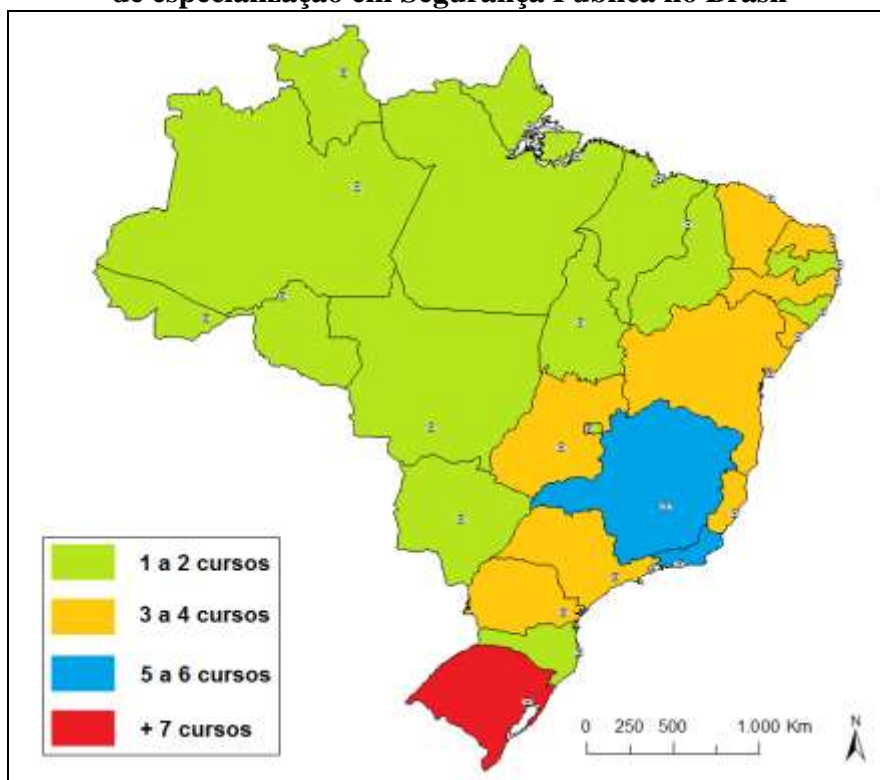 de especialização em Segurança Pública no Brasil
1 a 2 cursos
3 a 4 cursos
5 a 6 cursos
+ 7 cursos
0 250 500 1.000 Km
N